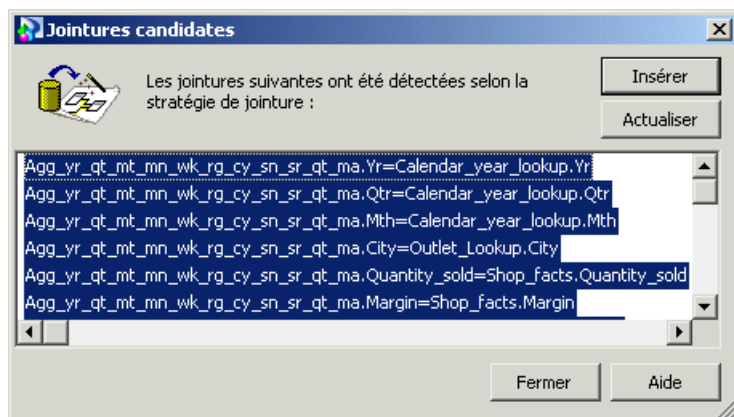 Jointures candidates
Les jointures suivantes ont été détectées selon la
stratégie de jointure :
Insérer
Actualiser
Agg_yr_qt_mt_mn_wk_rg_cy_sn_sr_qt_ma.Yr=Calendar_year_lookup.Yr
Agg_yr_qt_mt_mn_wk_rg_cy_sn_sr_qt_ma.Qtr=Calendar_year_lookup.Qtr
Agg_yr_qt_mt_mn_wk_rg_cy_sn_sr_qt_ma.Mth=Calendar_year_lookup.Mth
Agg_yr_qt_mt_mn_wk_rg_cy_sn_sr_qt_ma.City=Outlet_Lookup.City
Agg_yr_qt_mt_mn_wk_rg_cy_sn_sr_qt_ma.Quantity_sold=Shop_facts.Quantity_sold
Agg_yr_qt_mt_mn_wk_rg_cy_sn_sr_qt_ma.Margin=Shop_facts.Margin
Fermer
Aide